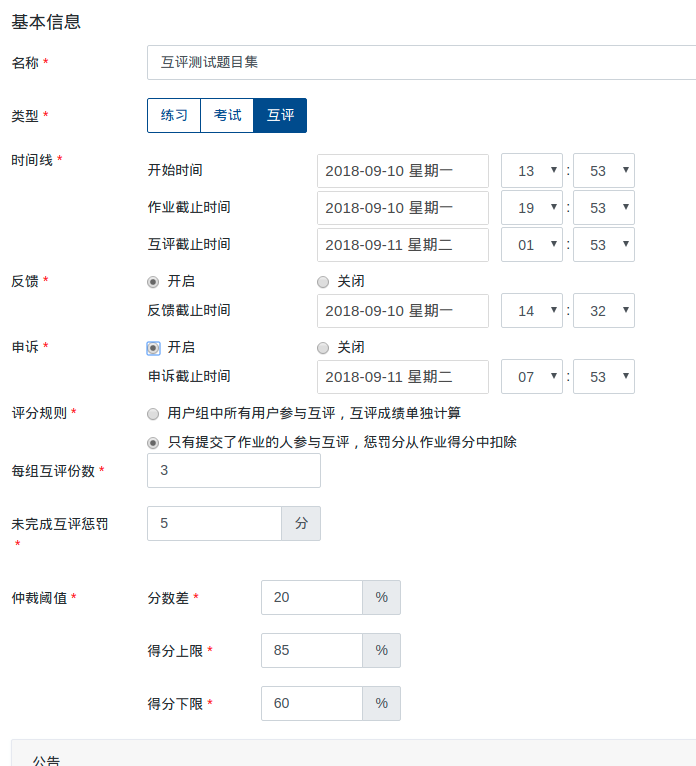 基本信息
名称 *
互评测试题目集
类型 *
练习 考试 互评
时间线 *
开始时间 2018-09-10 星期一 13 : 53
作业截止时间 2018-09-10 星期一 19 : 53
互评截止时间 2018-09-11 星期二 01 : 53
反馈 * 开启 关闭
反馈截止时间 2018-09-10 星期一 14 : 32
申诉 * 开启 关闭
申诉截止时间 2018-09-11 星期二 07 : 53
评分规则 * 用户组中所有用户参与互评，互评成绩单独计算
只有提交了作业的人参与互评，惩罚分从作业得分中扣除
每组互评份数 * 3
未完成互评惩罚 5 分
*
仲裁阈值 * 分数差 * 20 %
得分上限 * 85 %
得分下限 * 60 %
公告